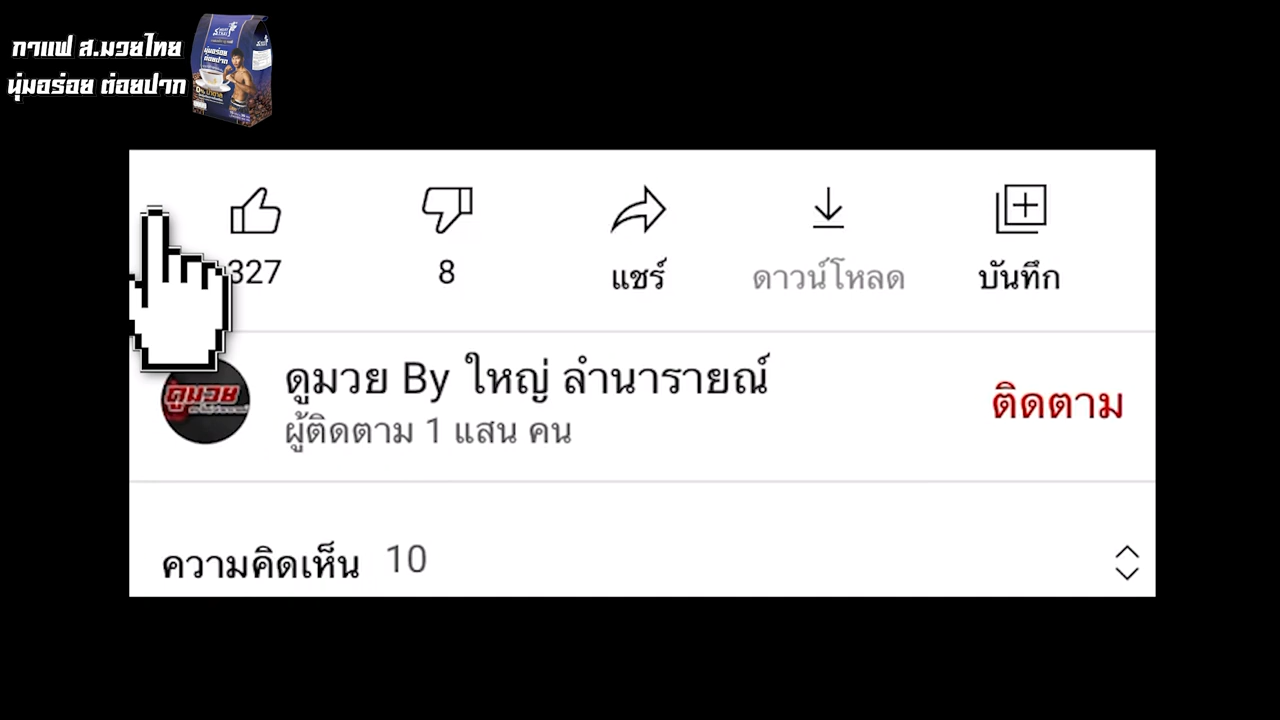 กาแฟ ส.มวยไทย
นุ่มอร่อย ต่อยปาก
327
8
แชร์
ดาวน์โหลด
บันทึก
ดูมวย
ดูมวย By ใหญ่ ลำนารายณ์
ผู้ติดตาม 1 แสน คน
ติดตาม
ความคิดเห็น 10